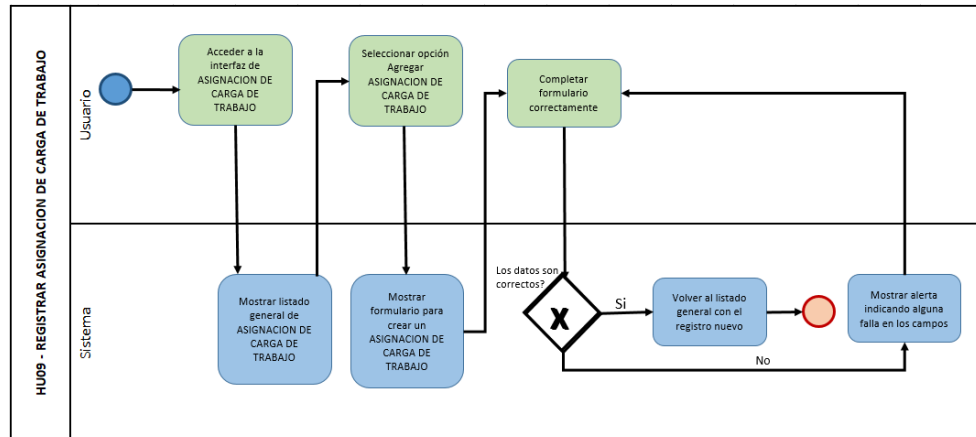 HU09 - REGISTRAR ASIGNACION DE CARGA DE TRABAJO
Usuario
Acceder a la
interfaz de
ASIGNACION DE
CARGA DE
TRABAJO
Seleccionar opción
Agregar
ASIGNACION DE
CARGA DE
TRABAJO
Completar
formulario
correctamente
Sistema
Mostrar listado
general de
ASIGNACION DE
CARGA DE
TRABAJO
Mostrar
formulario para
crear un
ASIGNACION DE
CARGA DE
TRABAJO
Los datos son
correctos?
X
Si
Volver al listado
general con el
registro nuevo
Mostrar alerta
indicando alguna
falla en los campos
No